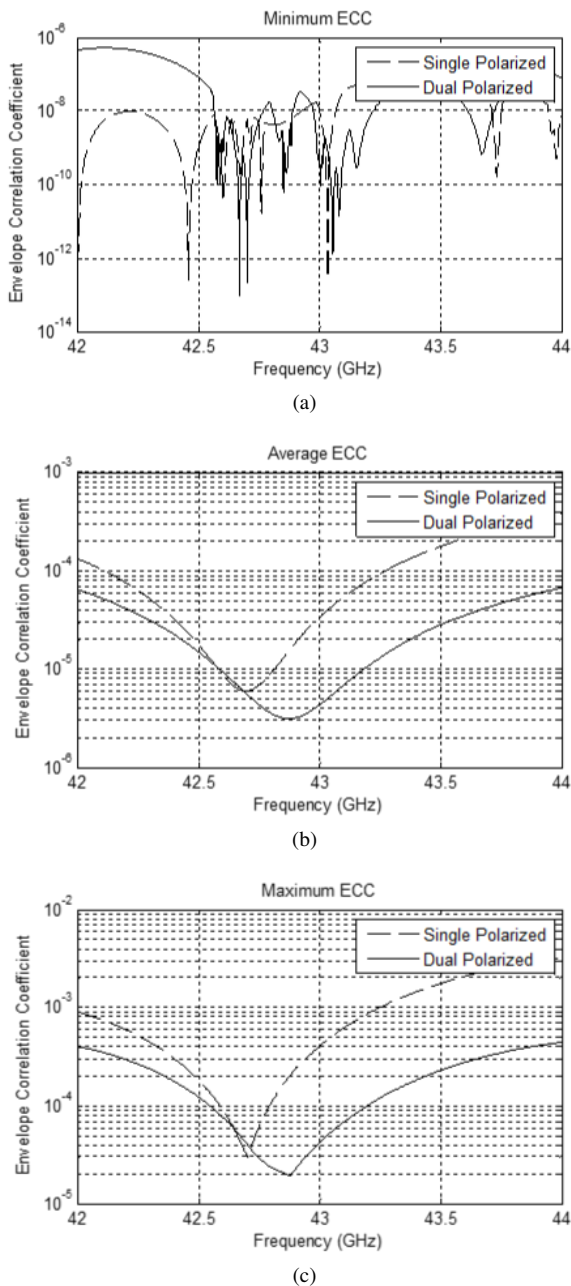 Minimum ECC
Envelope Correlation Coefficient
10^-6
10^-8
10^-10
10^-12
10^-14
Single Polarized
Dual Polarized
42 42.5 43 43.5 44
Frequency (GHz)
(a)
Average ECC
Envelope Correlation Coefficient
10^-3
10^-4
10^-5
10^-6
Single Polarized
Dual Polarized
42 42.5 43 43.5 44
Frequency (GHz)
(b)
Maximum ECC
Envelope Correlation Coefficient
10^-2
10^-3
10^-4
10^-5
Single Polarized
Dual Polarized
42 42.5 43 43.5 44
Frequency (GHz)
(c)